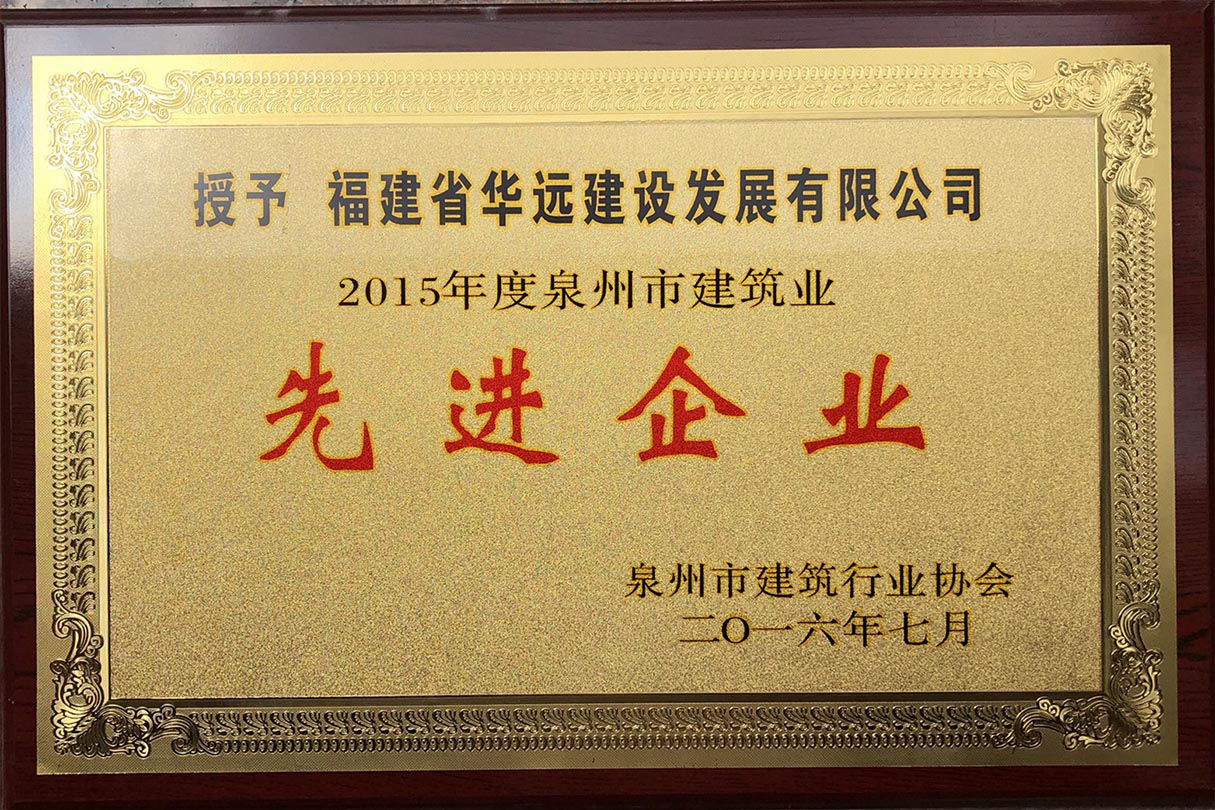 授予 福建省华远建设发展有限公司
2015年度泉州市建筑业
先进企业
泉州市建筑行业协会
二O一六年七月